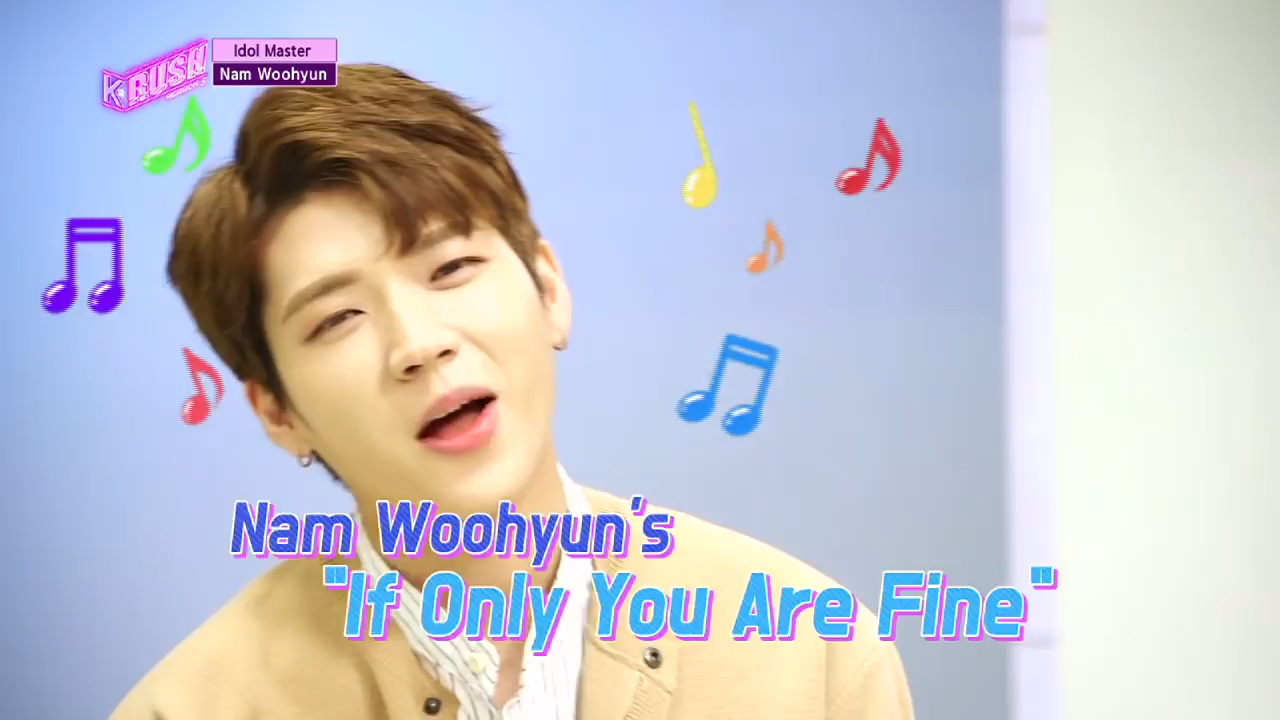 K RUSH
Idol Master
Nam Woohyun
Nam Woohyun's
"If Only You Are Fine"